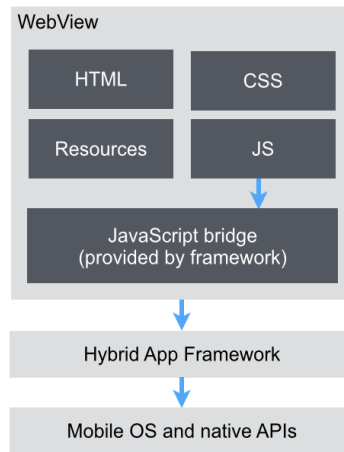 WebView
HTML
CSS
Resources
JS
JavaScript bridge
(provided by framework)
Hybrid App Framework
Mobile OS and native APIs